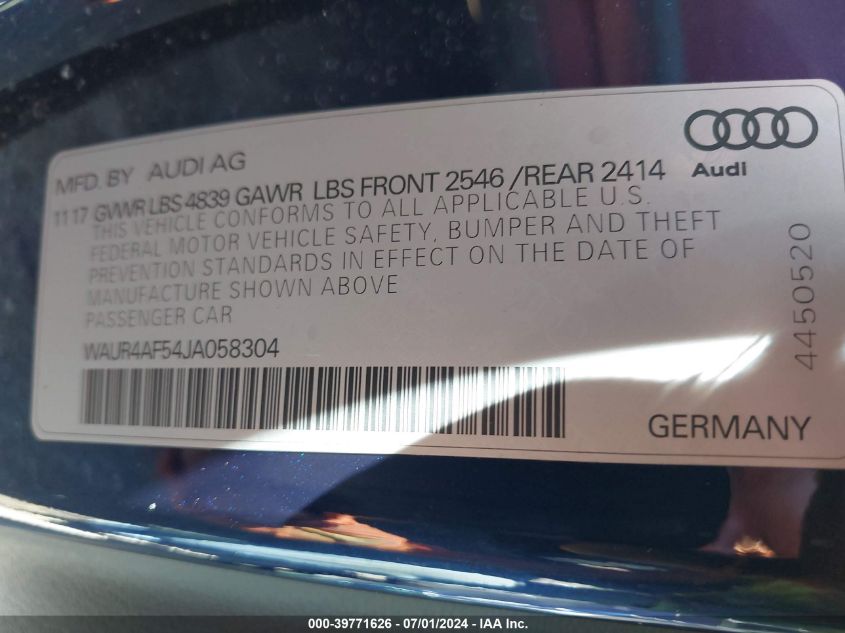 MFD. BY AUDI AG
Audi
11 17 GVWR LBS 4839 GAWR LBS FRONT 2546 /REAR 2414
THIS VEHICLE CONFORMS TO ALL APPLICABLE U.S.
FEDERAL MOTOR VEHICLE SAFETY, BUMPER AND THEFT
PREVENTION STANDARDS IN EFFECT ON THE DATE OF
MANUFACTURE SHOWN ABOVE
PASSENGER CAR
WAUR4AF54JA058304
4450520
GERMANY
000-39771626 - 07/01/2024 - IAA Inc.